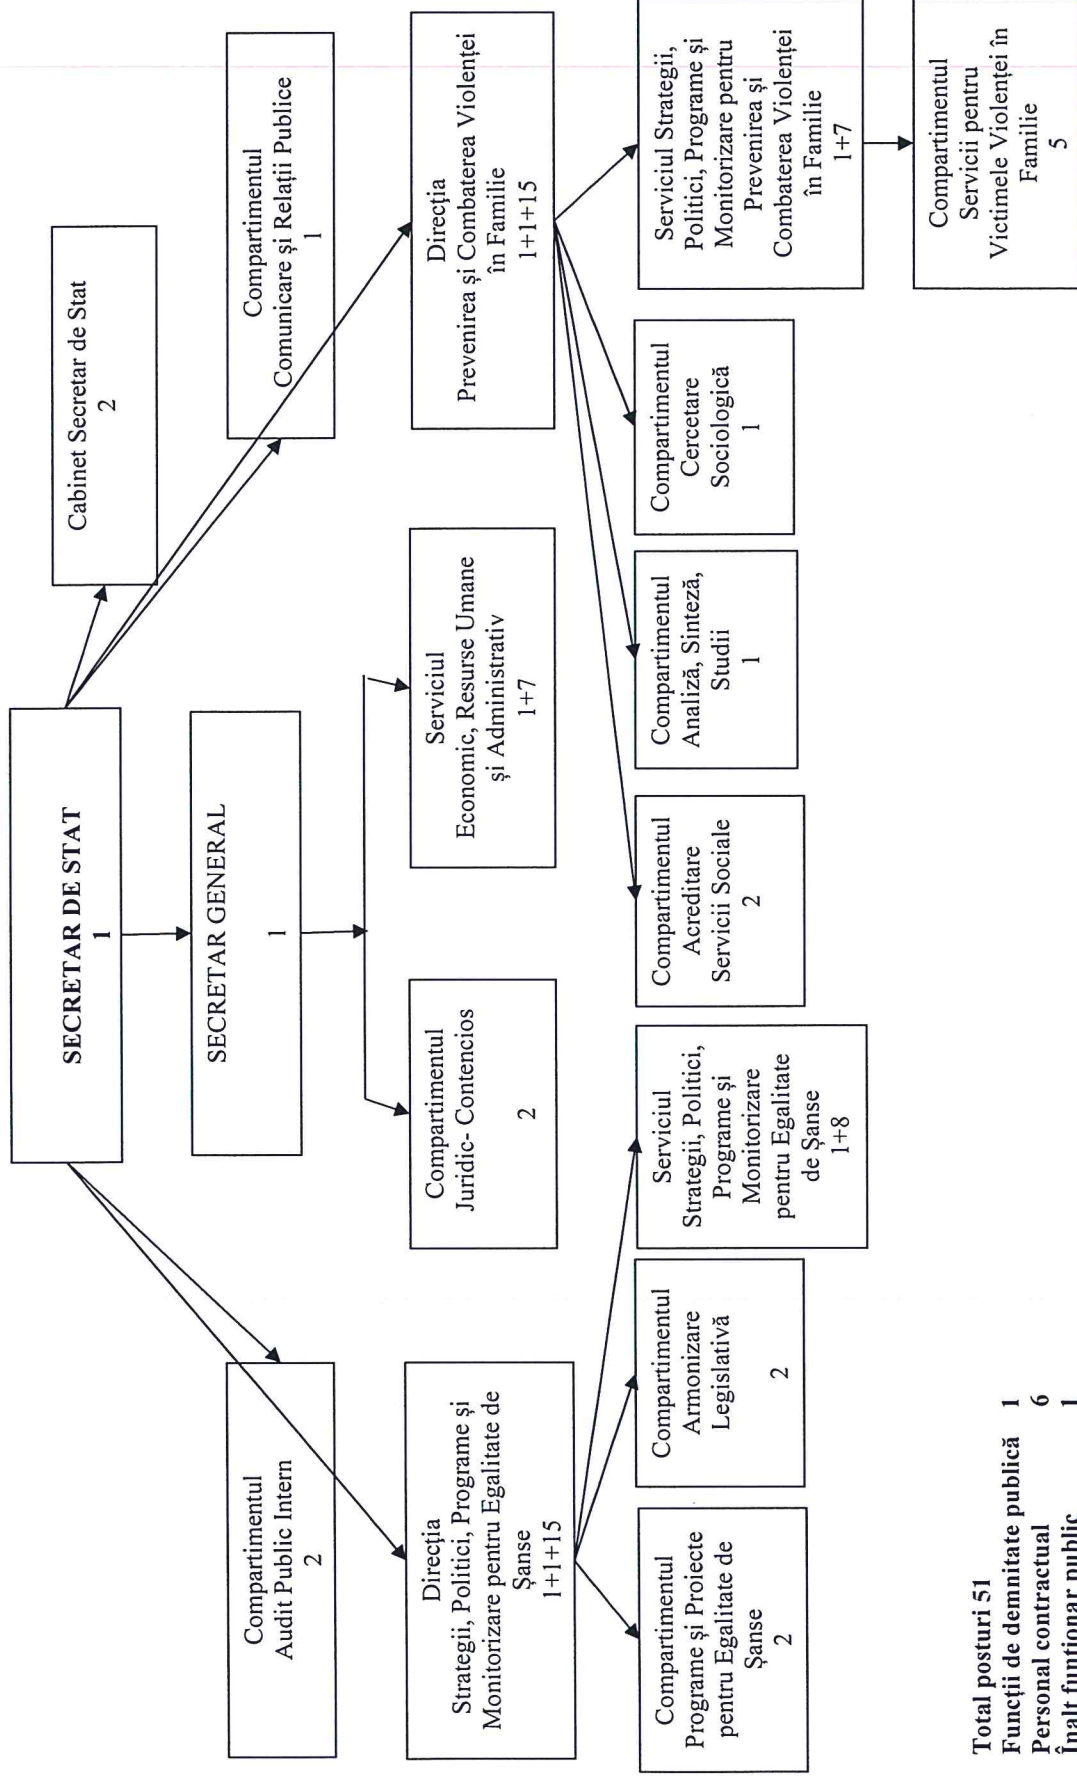 SECRETAR DE STAT
1
Cabinet Secretar de Stat
2
SECRETAR GENERAL
1
Compartimentul
Audit Public Intern
2
Compartimentul
Comunicare și Relații Publice
1
Direcția
Strategii, Politici, Programe și
Monitorizare pentru Egalitate de
Șanse
1+1+15
Compartimentul
Juridic- Contencios
2
Serviciul
Economic, Resurse Umane
și Administrativ
1+7
Direcția
Prevenirea și Combaterea Violenței
în Familie
1+1+15
Compartimentul
Programe și Proiecte
pentru Egalitate de
Șanse
2
Compartimentul
Armonizare
Legislativă
2
Serviciul
Strategii, Politici,
Programe și
Monitorizare
pentru Egalitate
de Șanse
1+8
Compartimentul
Acreditare
Servicii Sociale
2
Compartimentul
Analiză, Sinteză,
Studii
1
Compartimentul
Cercetare
Sociologică
1
Serviciul Strategii,
Politici, Programe și
Monitorizare pentru
Prevenirea și
Combaterea Violenței
în Familie
1+7
Compartimentul
Servicii pentru
Victimele Violenței în
Familie
5
Total posturi 51
Funcții de demnitate publică 1
Personal contractual 6
Înalt funționar public 1